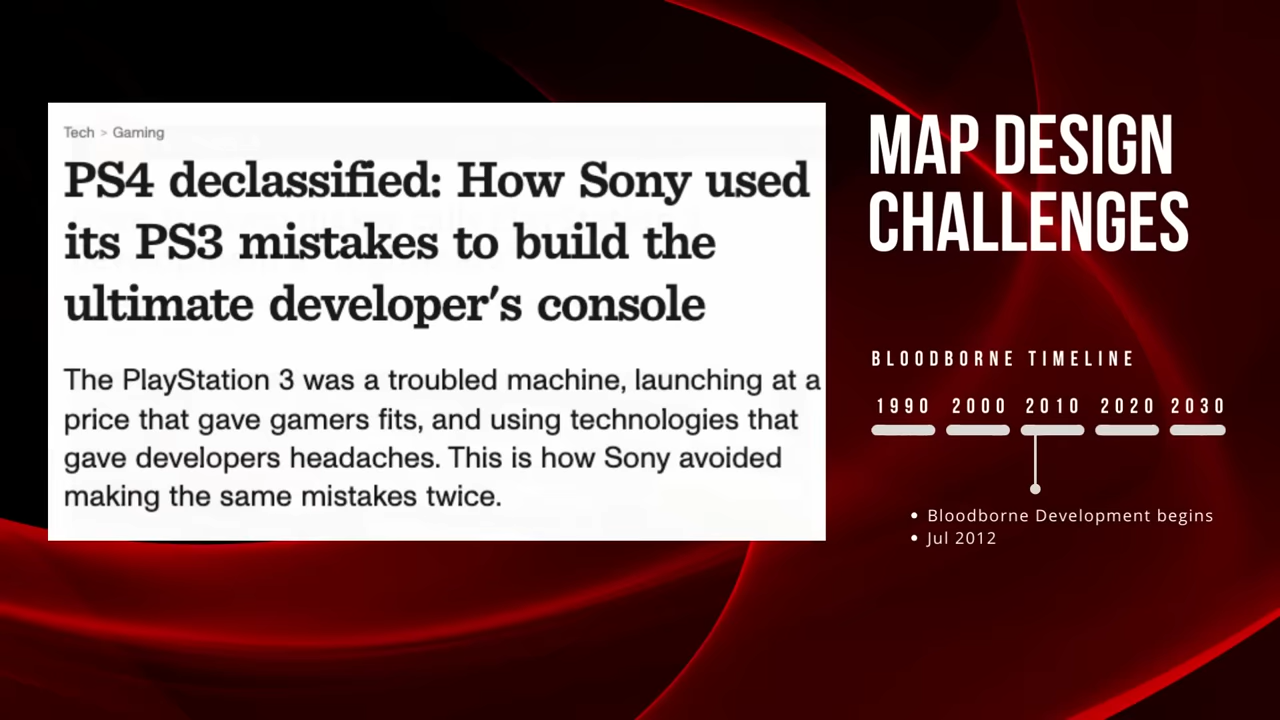 Tech > Gaming
PS4 declassified: How Sony used
its PS3 mistakes to build the
ultimate developer's console
The PlayStation 3 was a troubled machine, launching at a
price that gave gamers fits, and using technologies that
gave developers headaches. This is how Sony avoided
making the same mistakes twice.
MAP DESIGN
CHALLENGES
BLOODBORNE TIMELINE
1990 2000 2010 2020 2030
• Bloodborne Development begins
• Jul 2012